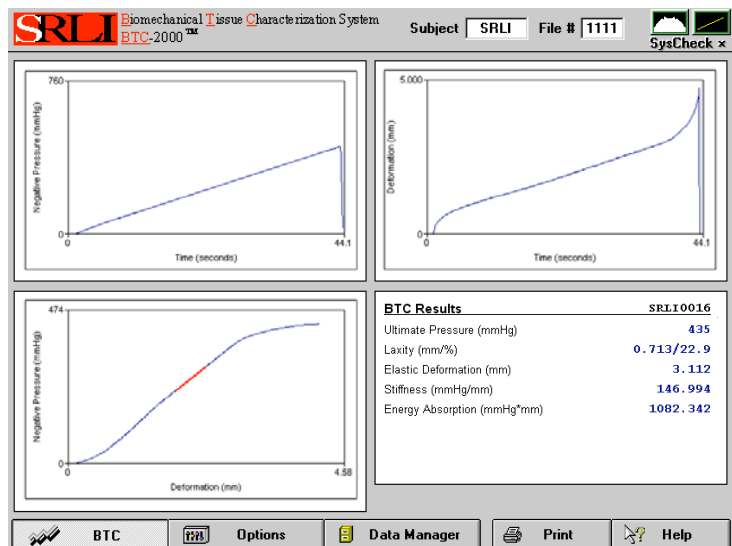 SRLI
Biomechanical Tissue Characterization System
BTC-2000 TM
Subject SRLI File # 1111
SysCheck ×
760
Negative Pressure (mmHg)
0
0
44.1
Time (seconds)
5.000
Deformation (mm)
0
0
44.1
Time (seconds)
474
Negative Pressure (mmHg)
0
0
4.58
Deformation (mm)
BTC Results SRLI0016
Ultimate Pressure (mmHg) 435
Laxity (mm/%) 0.713/22.9
Elastic Deformation (mm) 3.112
Stiffness (mmHg/mm) 146.994
Energy Absorption (mmHg*mm) 1082.342
BTC Options Data Manager Print Help